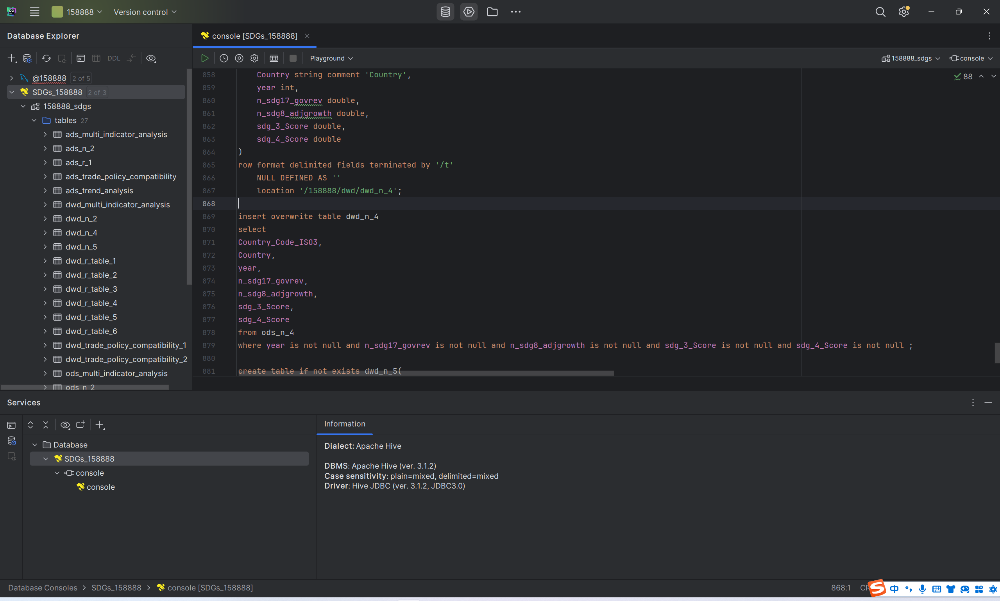 158888
Version control
Database Explorer
console [SDGs_158888]
DDL
Playground
158888_sdgs
console
@158888 2 of 5
SDGs_158888 2 of 3
158888_sdgs
tables 27
ads_multi_indicator_analysis
ads_n_2
ads_r_1
ads_trade_policy_compatibility
ads_trend_analysis
dwd_multi_indicator_analysis
dwd_n_2
dwd_n_4
dwd_n_5
dwd_r_table_1
dwd_r_table_2
dwd_r_table_3
dwd_r_table_4
dwd_r_table_5
dwd_r_table_6
dwd_trade_policy_compatibility_1
dwd_trade_policy_compatibility_2
ods_multi_indicator_analysis
ods_n_2
88
858 Country string comment 'Country',
859 year int,
860 n_sdg17_govrev double,
861 n_sdg8_adjgrowth double,
862 sdg_3_Score double,
863 sdg_4_Score double
864 )
865 row format delimited fields terminated by '/t'
866 NULL DEFINED AS ''
867 location '/158888/dwd/dwd_n_4';
868
869 insert overwrite table dwd_n_4
870 select
871 Country_Code_ISO3,
872 Country,
873 year,
874 n_sdg17_govrev,
875 n_sdg8_adjgrowth,
876 sdg_3_Score,
877 sdg_4_Score
878 from ods_n_4
879 where year is not null and n_sdg17_govrev is not null and n_sdg8_adjgrowth is not null and sdg_3_Score is not null and sdg_4_Score is not null ;
880
881 create table if not exists dwd_n_5(
Services
Database
SDGs_158888
console
console
Information
Dialect: Apache Hive
DBMS: Apache Hive (ver. 3.1.2)
Case sensitivity: plain=mixed, delimited=mixed
Driver: Hive JDBC (ver. 3.1.2, JDBC3.0)
Database Consoles > SDGs_158888 > console [SDGs_158888]
868:1
中